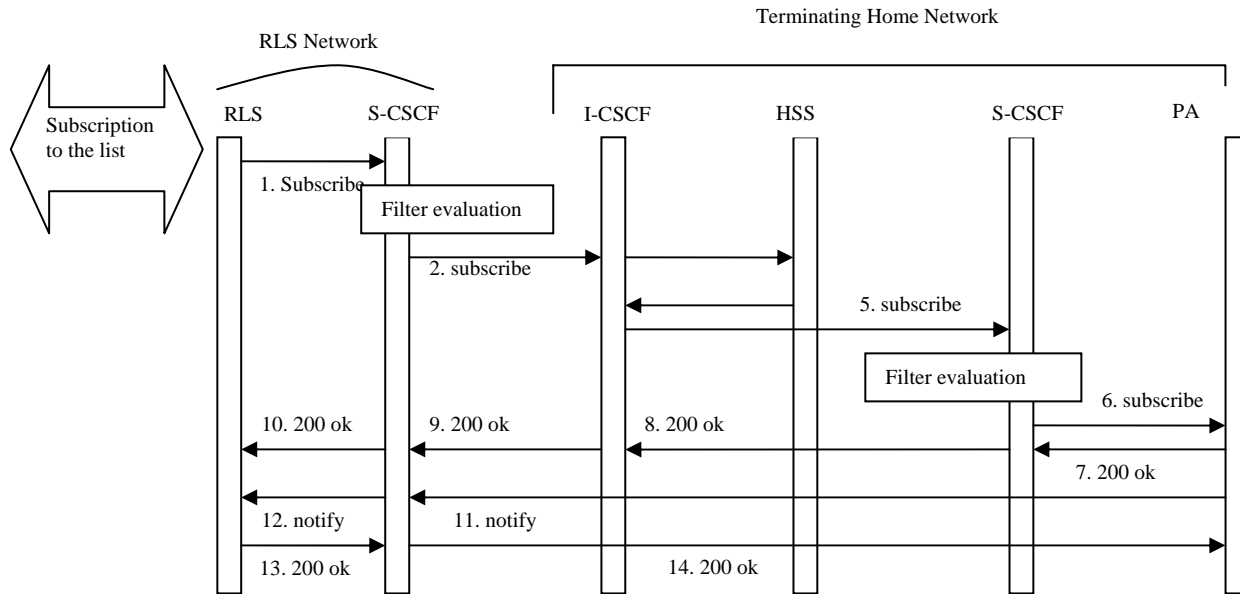 Terminating Home Network
RLS Network
Subscription
to the list
RLS
S-CSCF
I-CSCF
HSS
S-CSCF
PA
1. Subscribe
Filter evaluation
2. subscribe
5. subscribe
Filter evaluation
6. subscribe
10. 200 ok
9. 200 ok
8. 200 ok
7. 200 ok
12. notify
11. notify
13. 200 ok
14. 200 ok